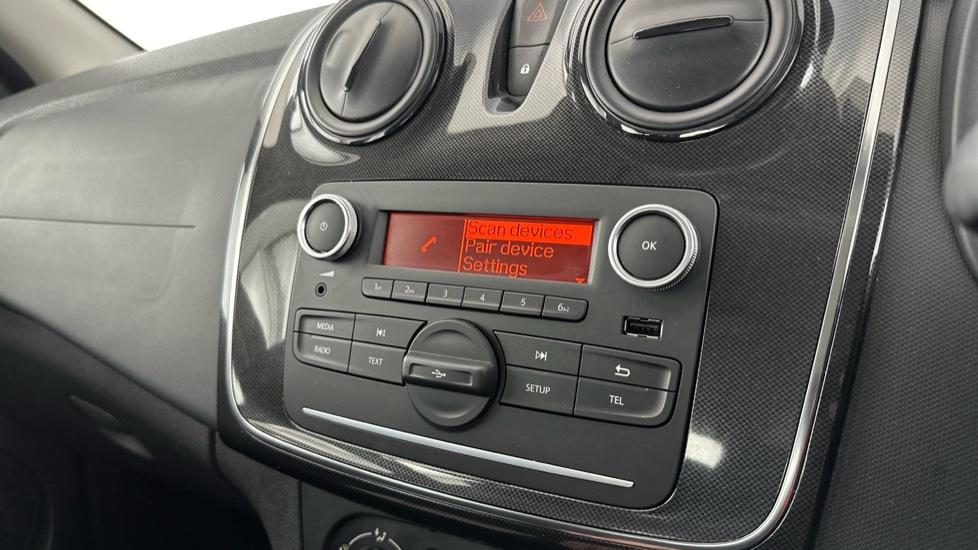 Scan devices
Pair device
Settings
OK
1
2
3
4
5
6
MEDIA
RADIO
TEXT
SETUP
TEL